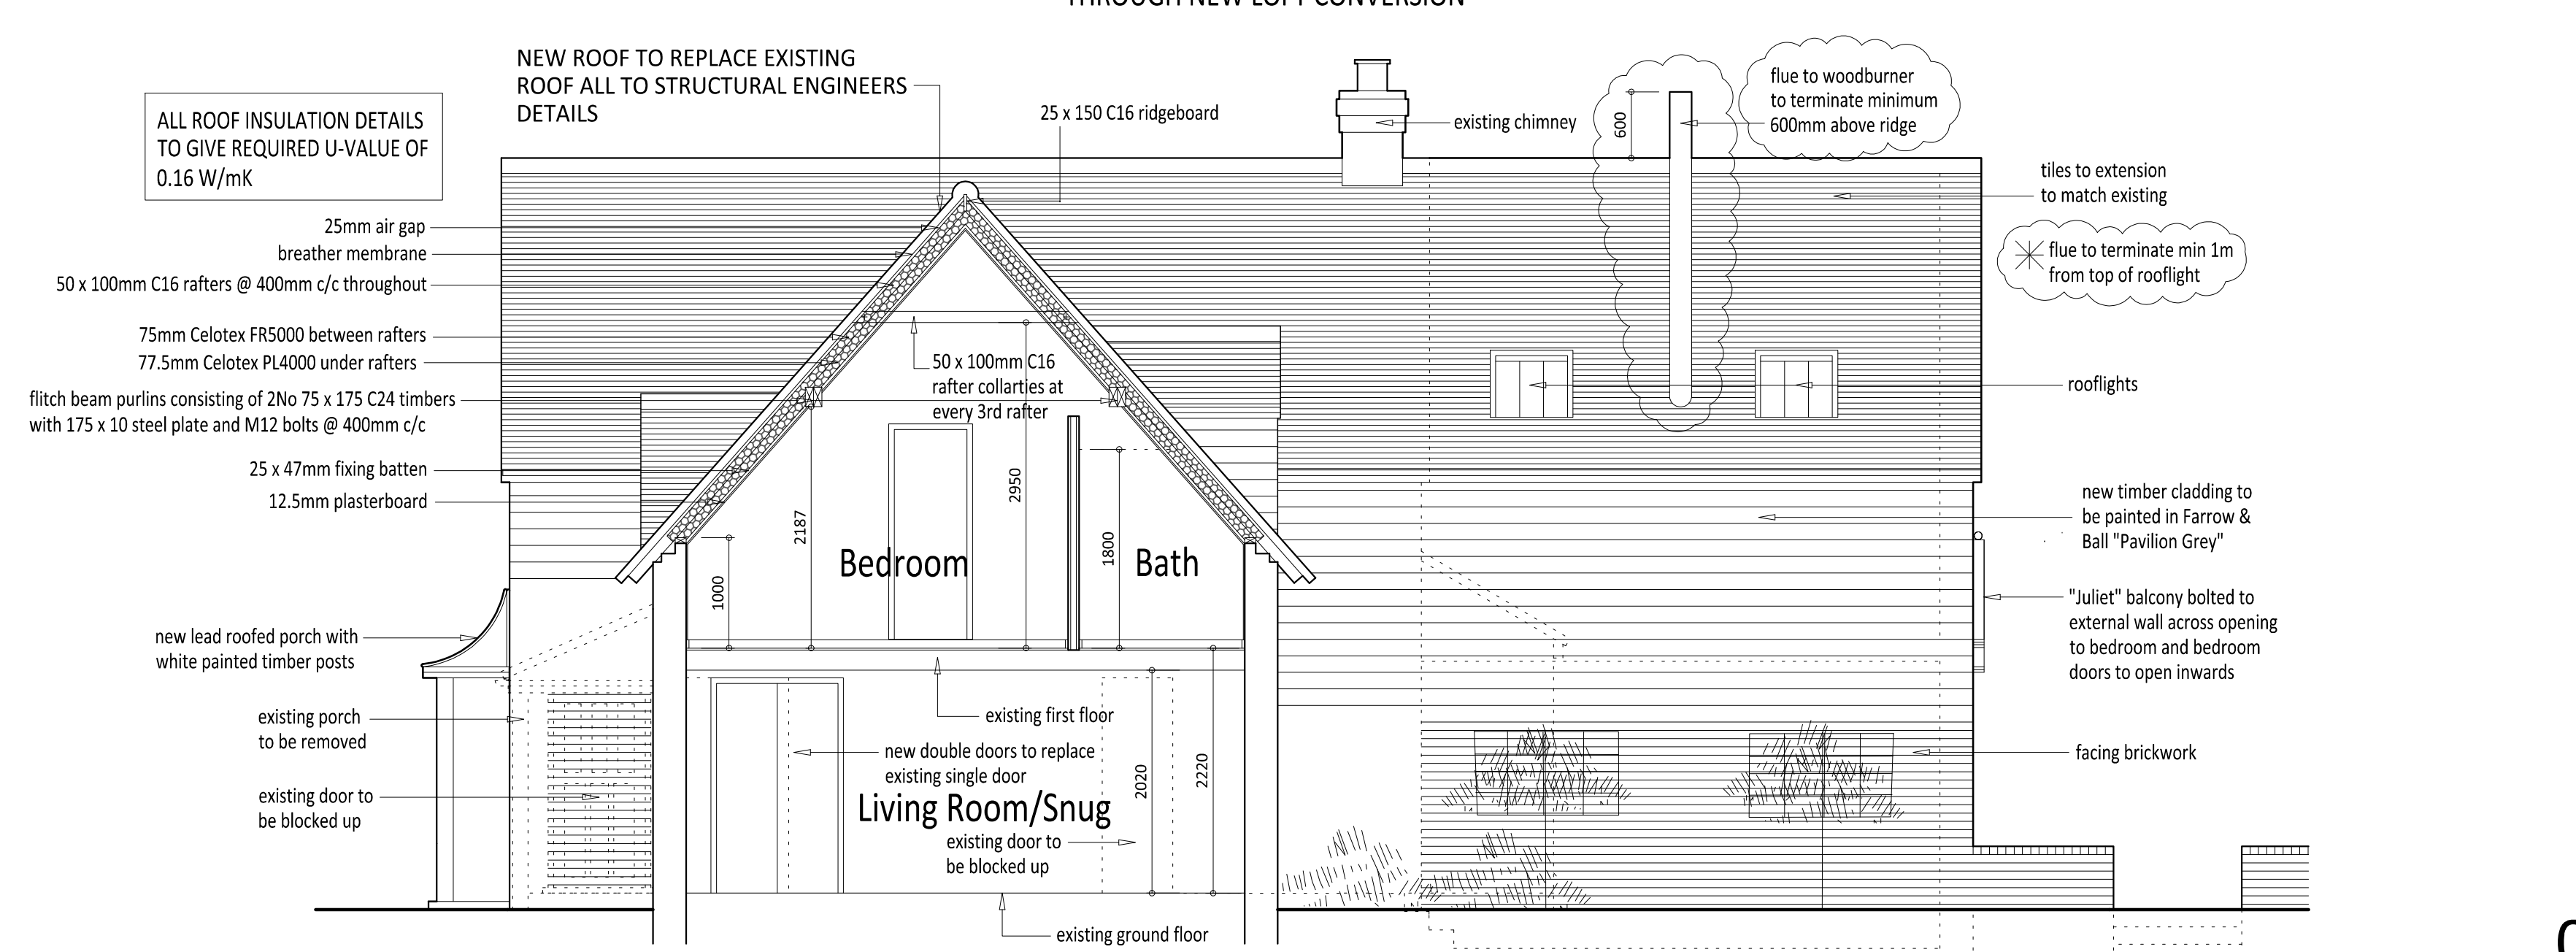 THROUGH NEW LOFT CONVERSION
NEW ROOF TO REPLACE EXISTING
ROOF ALL TO STRUCTURAL ENGINEERS
DETAILS
ALL ROOF INSULATION DETAILS
TO GIVE REQUIRED U-VALUE OF
0.16 W/mK
25 x 150 C16 ridgeboard
existing chimney
600
flue to woodburner
to terminate minimum
600mm above ridge
tiles to extension
to match existing
flue to terminate min 1m
from top of rooflight
25mm air gap
breather membrane
50 x 100mm C16 rafters @ 400mm c/c throughout
75mm Celotex FR5000 between rafters
77.5mm Celotex PL4000 under rafters
flitch beam purlins consisting of 2No 75 x 175 C24 timbers
with 175 x 10 steel plate and M12 bolts @ 400mm c/c
25 x 47mm fixing batten
12.5mm plasterboard
50 x 100mm C16
rafter collarties at
every 3rd rafter
rooflights
2950
2187
1800
1000
Bedroom
Bath
new timber cladding to
be painted in Farrow &
Ball "Pavilion Grey"
"Juliet" balcony bolted to
external wall across opening
to bedroom and bedroom
doors to open inwards
new lead roofed porch with
white painted timber posts
existing porch
to be removed
existing door to
be blocked up
existing first floor
new double doors to replace
existing single door
Living Room/Snug
existing door to
be blocked up
2020
2220
facing brickwork
existing ground floor